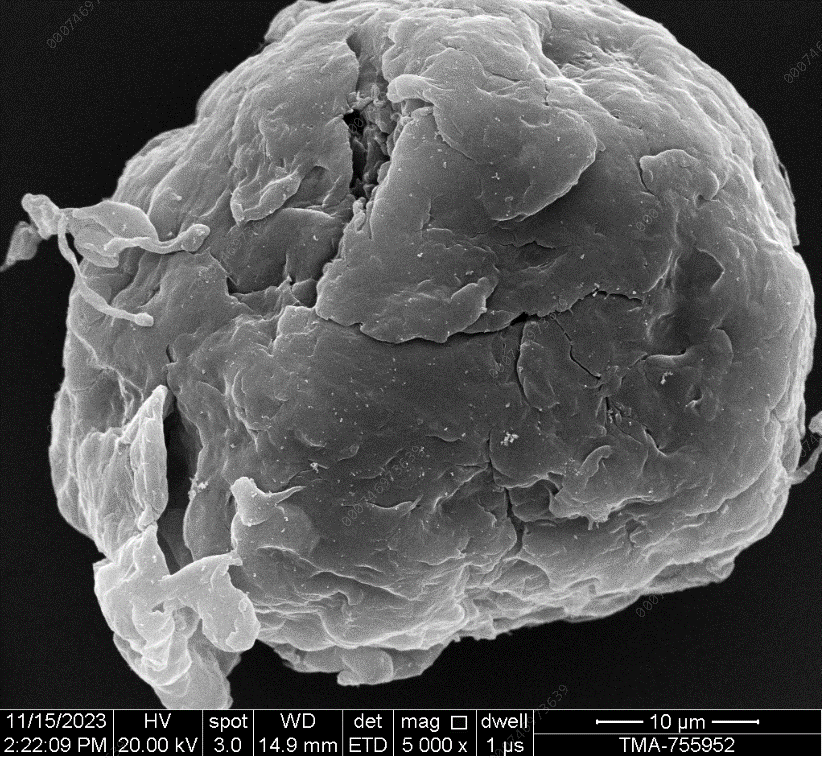 11/15/2023 HV spot WD det mag □ dwell 10 µm
2:22:09 PM 20.00 kV 3.0 14.9 mm ETD 5 000 x 1 µs TMA-755952